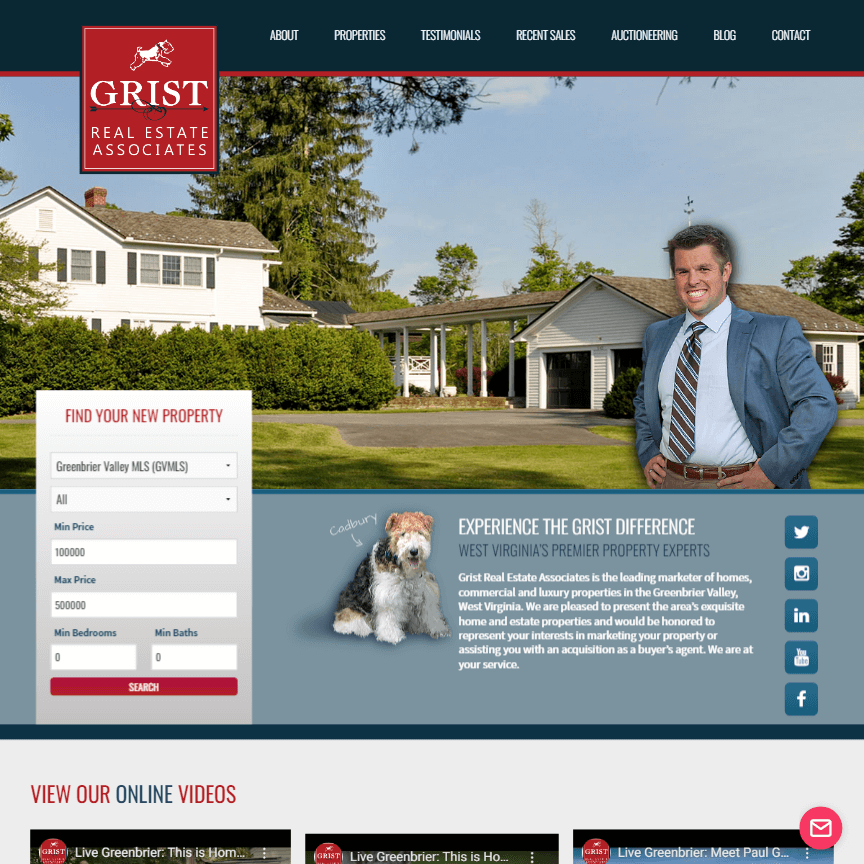 ABOUT
PROPERTIES
TESTIMONIALS
RECENT SALES
AUCTIONEERING
BLOG
CONTACT
GRIST
REAL ESTATE
ASSOCIATES
FIND YOUR NEW PROPERTY
Greenbrier Valley MLS (GVMLS)
All
Min Price
100000
Max Price
500000
Min Bedrooms
Min Baths
0
0
SEARCH
Cadbury
EXPERIENCE THE GRIST DIFFERENCE
WEST VIRGINIA'S PREMIER PROPERTY EXPERTS
Grist Real Estate Associates is the leading marketer of homes,
commercial and luxury properties in the Greenbrier Valley,
West Virginia. We are pleased to present the area's exquisite
home and estate properties and would be honored to
represent your interests in marketing your property or
assisting you with an acquisition as a buyer's agent. We are at
your service.
in
You
Tube
f
VIEW OUR ONLINE VIDEOS
GRIST
Live Greenbrier: This is Hom...
GRIST
Live Greenbrier: This is Ho...
GRIST
Live Greenbrier: Meet Paul G...